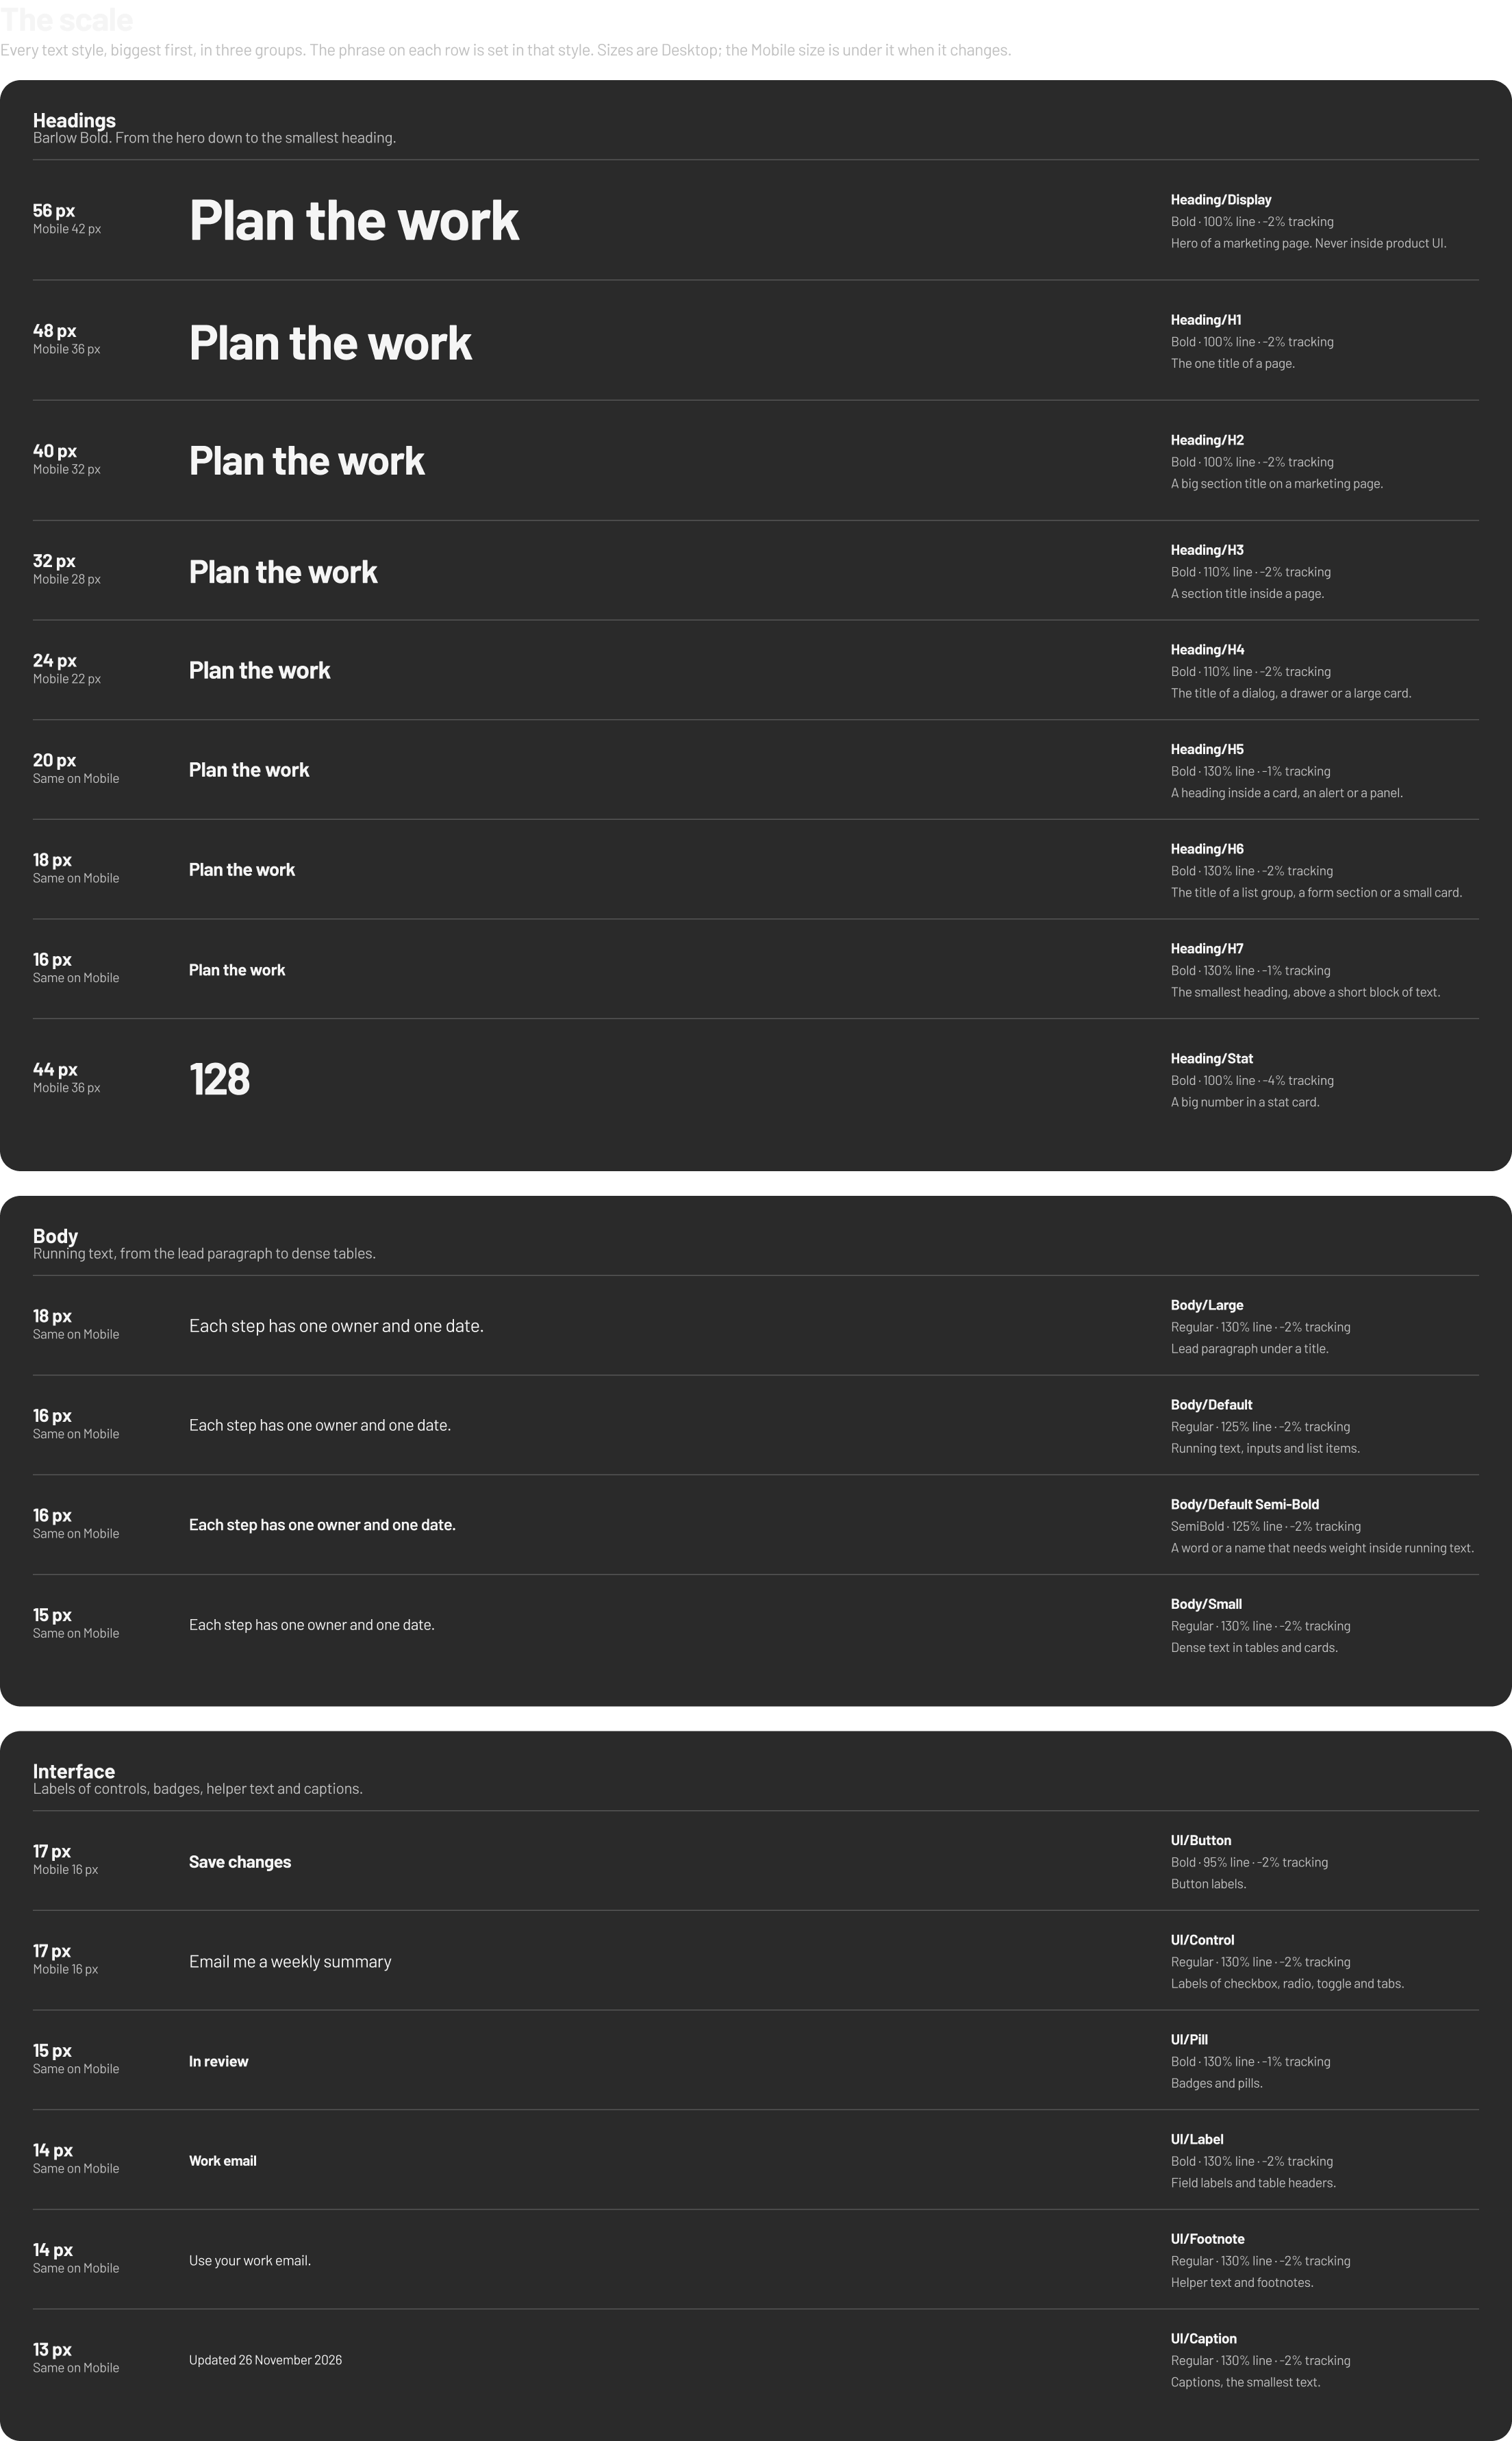 The scale
Every text style, biggest first, in three groups. The phrase on each row is set in that style. Sizes are Desktop; the Mobile size is under it when it changes.
Headings
Barlow Bold. From the hero down to the smallest heading.
56 px
Mobile 42 px
Plan the work
Heading/Display
Bold · 100% line · -2% tracking
Hero of a marketing page. Never inside product UI.
48 px
Mobile 36 px
Plan the work
Heading/H1
Bold · 100% line · -2% tracking
The one title of a page.
40 px
Mobile 32 px
Plan the work
Heading/H2
Bold · 100% line · -2% tracking
A big section title on a marketing page.
32 px
Mobile 28 px
Plan the work
Heading/H3
Bold · 110% line · -2% tracking
A section title inside a page.
24 px
Mobile 22 px
Plan the work
Heading/H4
Bold · 110% line · -2% tracking
The title of a dialog, a drawer or a large card.
20 px
Same on Mobile
Plan the work
Heading/H5
Bold · 130% line · -1% tracking
A heading inside a card, an alert or a panel.
18 px
Same on Mobile
Plan the work
Heading/H6
Bold · 130% line · -2% tracking
The title of a list group, a form section or a small card.
16 px
Same on Mobile
Plan the work
Heading/H7
Bold · 130% line · -1% tracking
The smallest heading, above a short block of text.
44 px
Mobile 36 px
128
Heading/Stat
Bold · 100% line · -4% tracking
A big number in a stat card.
Body
Running text, from the lead paragraph to dense tables.
18 px
Same on Mobile
Each step has one owner and one date.
Body/Large
Regular · 130% line · -2% tracking
Lead paragraph under a title.
16 px
Same on Mobile
Each step has one owner and one date.
Body/Default
Regular · 125% line · -2% tracking
Running text, inputs and list items.
16 px
Same on Mobile
Each step has one owner and one date.
Body/Default Semi-Bold
SemiBold · 125% line · -2% tracking
A word or a name that needs weight inside running text.
15 px
Same on Mobile
Each step has one owner and one date.
Body/Small
Regular · 130% line · -2% tracking
Dense text in tables and cards.
Interface
Labels of controls, badges, helper text and captions.
17 px
Mobile 16 px
Save changes
UI/Button
Bold · 95% line · -2% tracking
Button labels.
17 px
Mobile 16 px
Email me a weekly summary
UI/Control
Regular · 130% line · -2% tracking
Labels of checkbox, radio, toggle and tabs.
15 px
Same on Mobile
In review
UI/Pill
Bold · 130% line · -1% tracking
Badges and pills.
14 px
Same on Mobile
Work email
UI/Label
Bold · 130% line · -2% tracking
Field labels and table headers.
14 px
Same on Mobile
Use your work email.
UI/Footnote
Regular · 130% line · -2% tracking
Helper text and footnotes.
13 px
Same on Mobile
Updated 26 November 2026
UI/Caption
Regular · 130% line · -2% tracking
Captions, the smallest text.